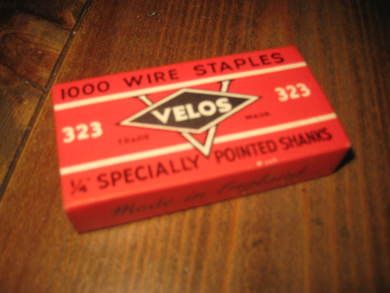 1000 WIRE STAPLES
VELOS
323 323
TRADE MARK
¼" SPECIALLY POINTED SHANKS
Made in England